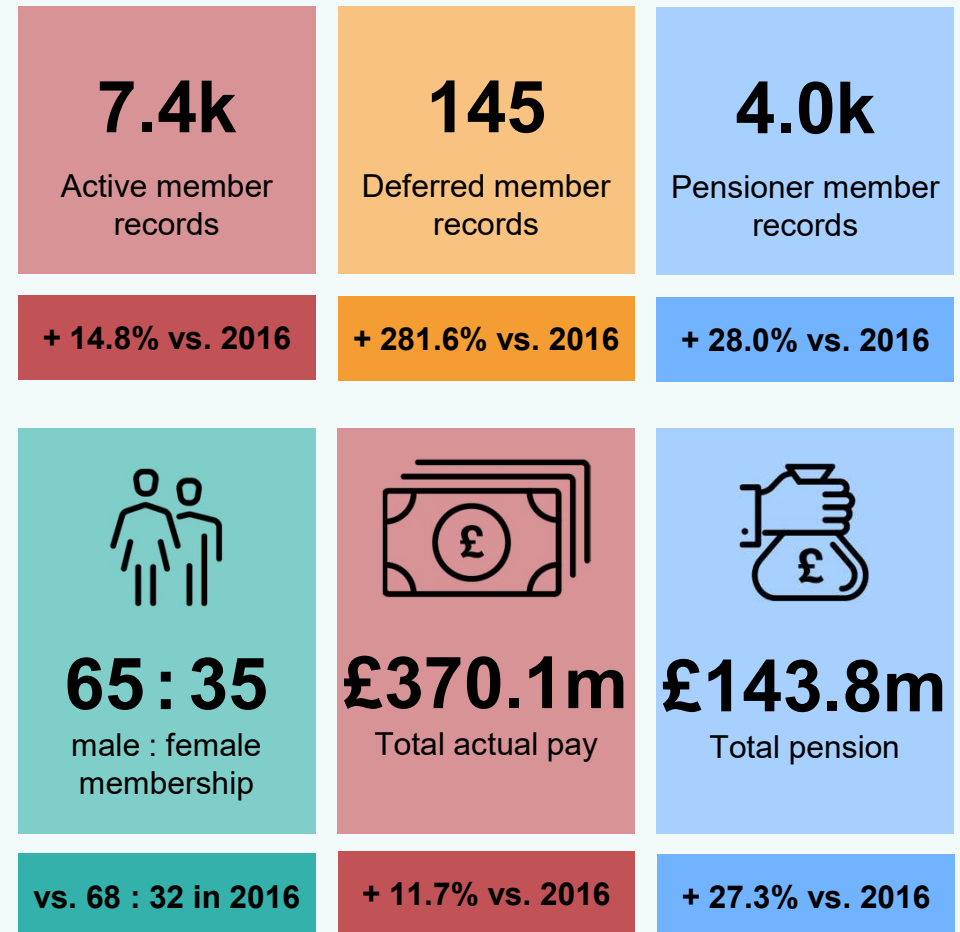 7.4k
Active member
records
+ 14.8% vs. 2016
145
Deferred member
records
+ 281.6% vs. 2016
4.0k
Pensioner member
records
+ 28.0% vs. 2016
65 : 35
male : female
membership
vs. 68 : 32 in 2016
£
£370.1m
Total actual pay
+ 11.7% vs. 2016
£
£143.8m
Total pension
+ 27.3% vs. 2016